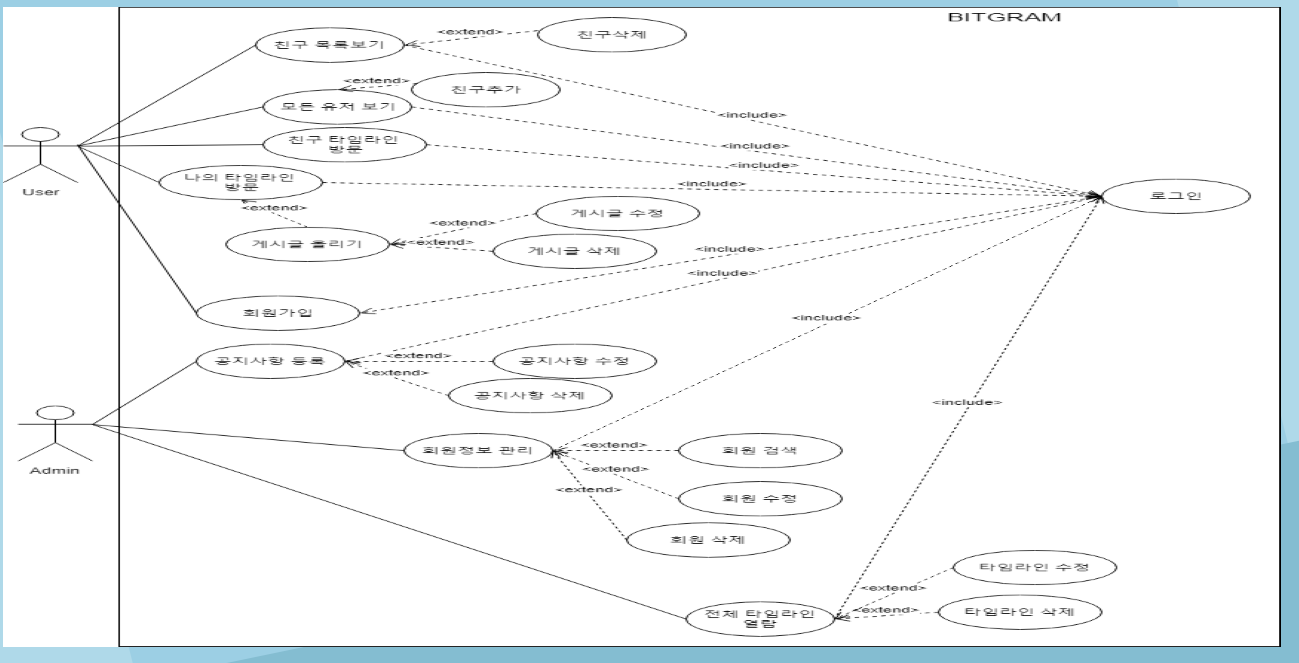 BITGRAM
친구 목록보기
<extend>
친구삭제
<extend>
친구추가
모든 유저 보기
<include>
친구 타임라인
방문
<include>
<include>
User
나의 타임라인
방문
<include>
로그인
<extend>
게시글 올리기
<extend>
게시글 수정
<extend>
게시글 삭제
<include>
<include>
회원가입
<include>
공지사항 등록
<extend>
공지사항 수정
<extend>
공지사항 삭제
<include>
Admin
회원정보 관리
<extend>
회원 검색
<extend>
회원 수정
<extend>
회원 삭제
타임라인 수정
<extend>
전체 타임라인
열람
<extend>
타임라인 삭제